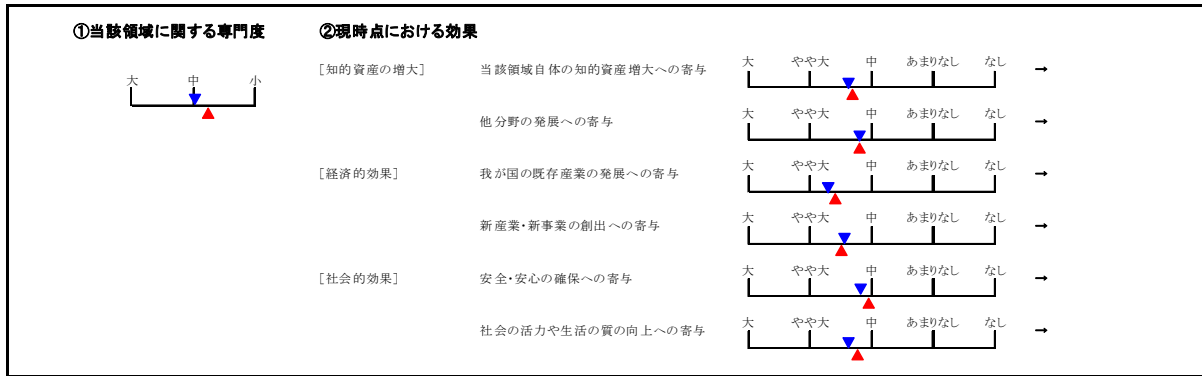 ①当該領域に関する専門度 ②現時点における効果
大 中 小
[知的資産の増大] 当該領域自体の知的資産増大への寄与 大 やや大 中 あまりなし なし →
他分野の発展への寄与 大 やや大 中 あまりなし なし →
[経済的効果] 我が国の既存産業の発展への寄与 大 やや大 中 あまりなし なし →
新産業・新事業の創出への寄与 大 やや大 中 あまりなし なし →
[社会的効果] 安全・安心の確保への寄与 大 やや大 中 あまりなし なし →
社会の活力や生活の質の向上への寄与 大 やや大 中 あまりなし なし →